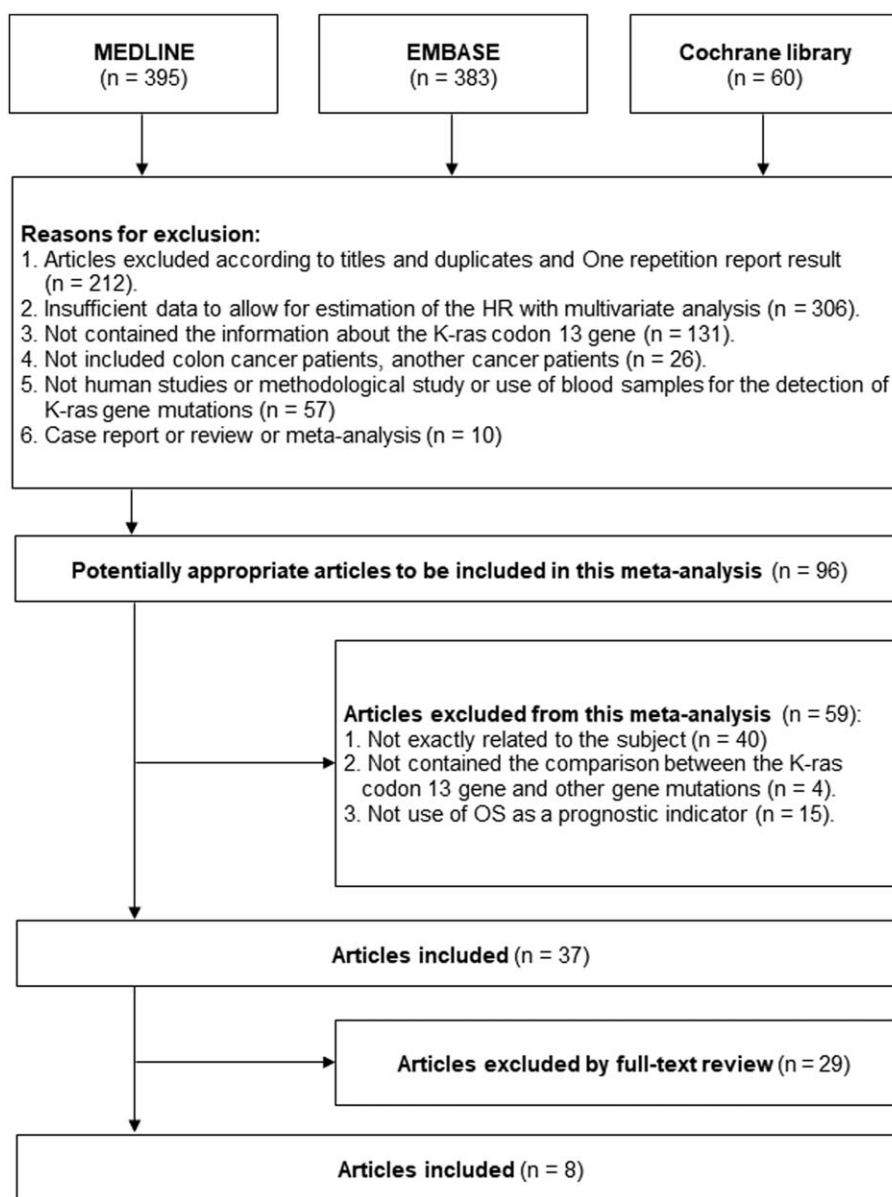 MEDLINE
(n = 395)
EMBASE
(n = 383)
Cochrane library
(n = 60)
Reasons for exclusion:
1. Articles excluded according to titles and duplicates and One repetition report result
(n = 212).
2. Insufficient data to allow for estimation of the HR with multivariate analysis (n = 306).
3. Not contained the information about the K-ras codon 13 gene (n = 131).
4. Not included colon cancer patients, another cancer patients (n = 26).
5. Not human studies or methodological study or use of blood samples for the detection of
K-ras gene mutations (n = 57)
6. Case report or review or meta-analysis (n = 10)
Potentially appropriate articles to be included in this meta-analysis (n = 96)
Articles excluded from this meta-analysis (n = 59):
1. Not exactly related to the subject (n = 40)
2. Not contained the comparison between the K-ras
codon 13 gene and other gene mutations (n = 4).
3. Not use of OS as a prognostic indicator (n = 15).
Articles included (n = 37)
Articles excluded by full-text review (n = 29)
Articles included (n = 8)